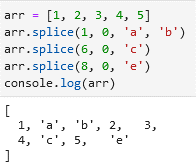 arr = [1, 2, 3, 4, 5]
arr.splice(1, 0, 'a', 'b')
arr.splice(6, 0, 'c')
arr.splice(8, 0, 'e')
console.log(arr)
[
1, 'a', 'b', 2, 3,
4, 'c', 5, 'e'
]